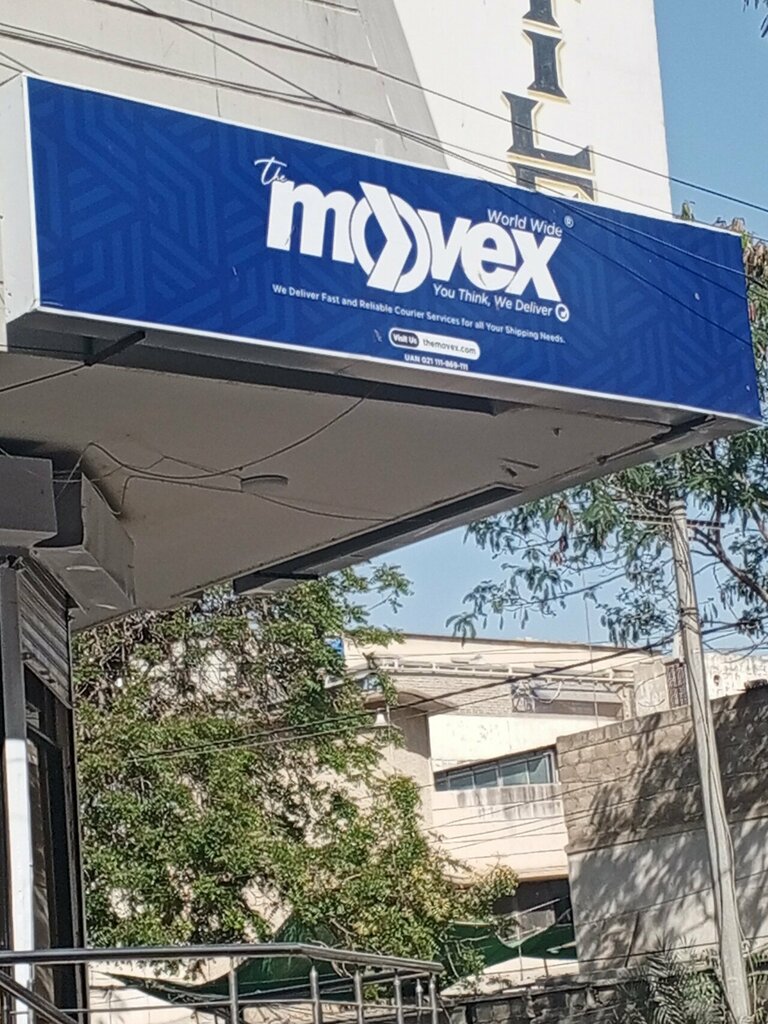 The
movex
World Wide ®
You Think, We Deliver
We Deliver Fast and Reliable Courier Services for all Your Shipping Needs.
Visit Us themovex.com
UAN 021 111-869-111